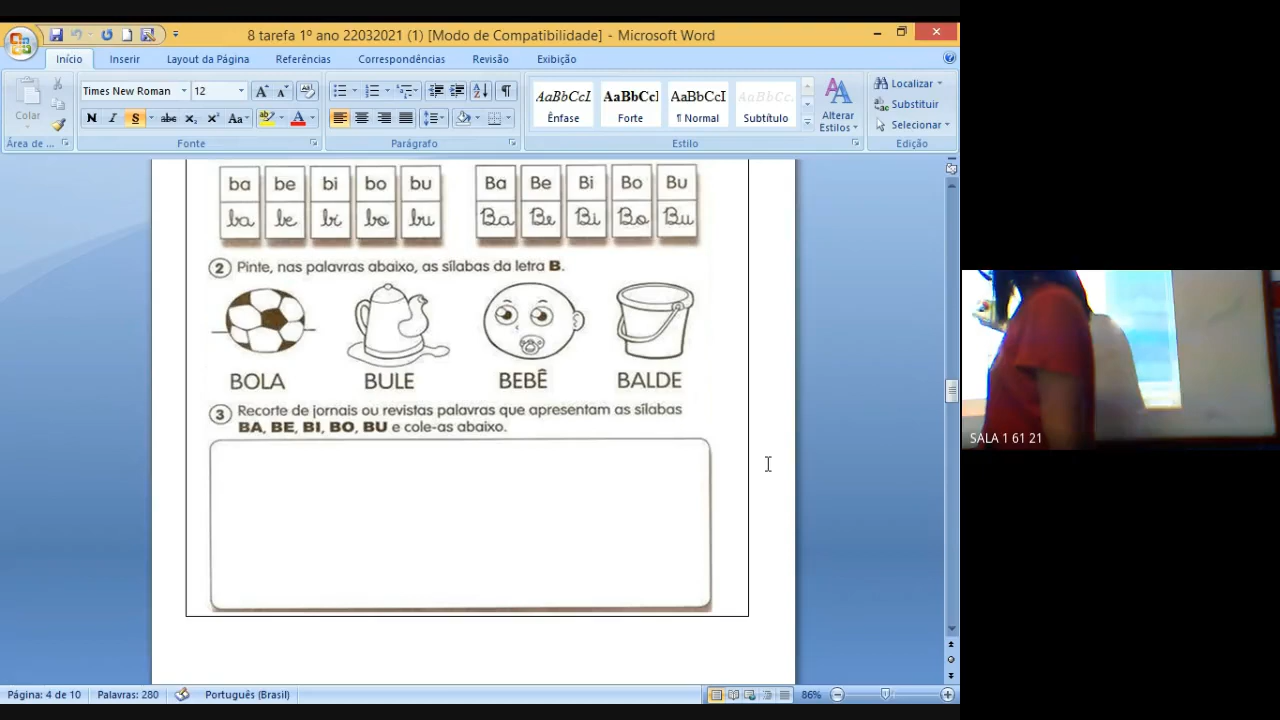 8 tarefa 1º ano 22032021 (1) [Modo de Compatibilidade] - Microsoft Word
Início Inserir Layout da Página Referências Correspondências Revisão Exibição
Colar
Times New Roman 12
N I S abc X₂ X² Aa
AaBbCcI AaBbCcI AaBbCcI AaBbCc.
Ênfase Forte ¶ Normal Subtítulo
Alterar Estilos
Localizar
Substituir
Selecionar
Área de ... Fonte Parágrafo Estilo Edição
ba be bi bo bu Ba Be Bi Bo Bu
ba be bi bo bu Ba Be Bi Bo Bu
2 Pinte, nas palavras abaixo, as sílabas da letra B.
BOLA BULE BEBÊ BALDE
3 Recorte de jornais ou revistas palavras que apresentam as sílabas
BA, BE, BI, BO, BU e cole-as abaixo.
SALA 1 61 21
Página: 4 de 10 Palavras: 280 Português (Brasil) 86%